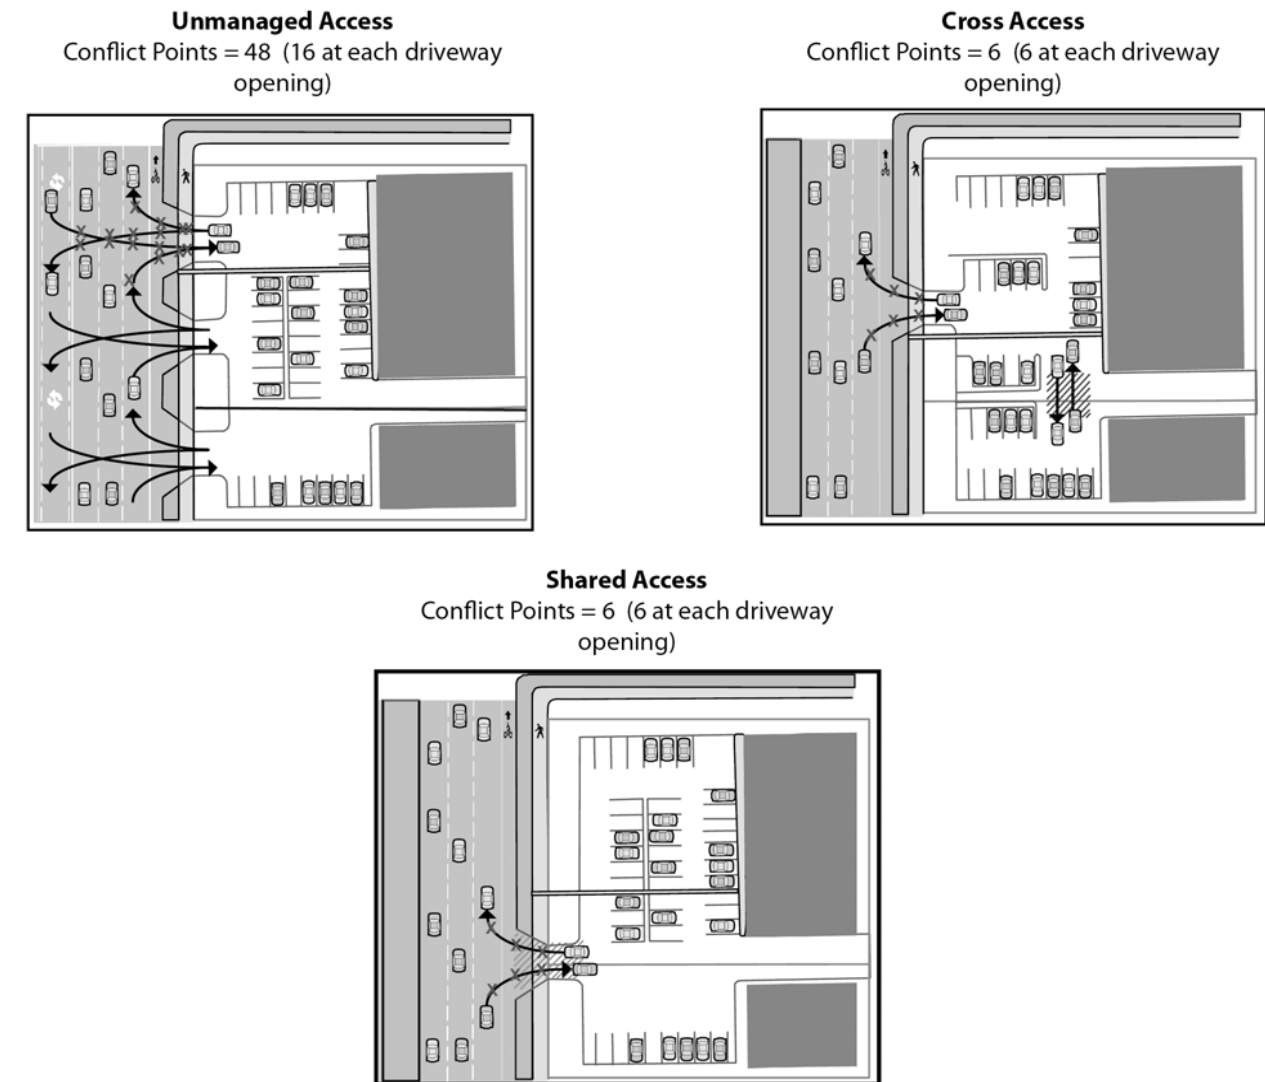 Unmanaged Access
Conflict Points = 48  (16 at each driveway
opening)
Cross Access
Conflict Points = 6  (6 at each driveway
opening)
Shared Access
Conflict Points = 6  (6 at each driveway
opening)